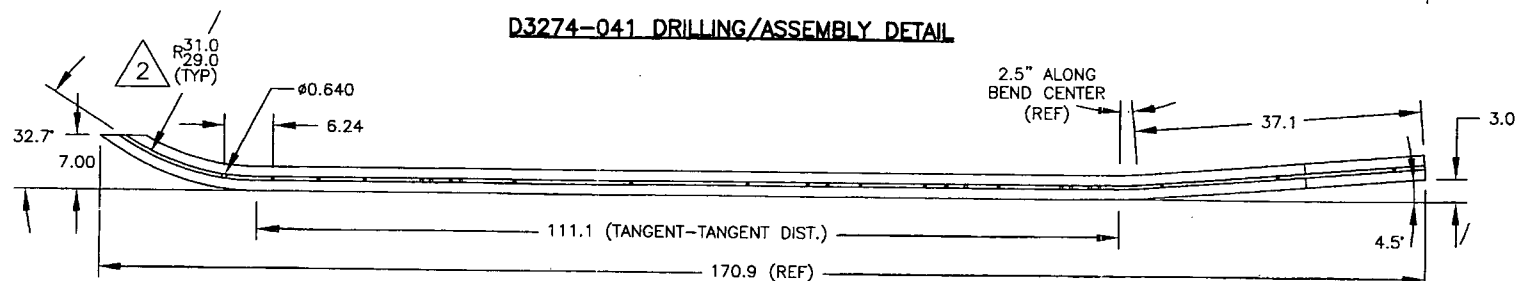 D3274-041 DRILLING/ASSEMBLY DETAIL
2
R31.0
29.0
(TYP)
ø0.640
6.24
32.7°
7.00
2.5" ALONG
BEND CENTER
(REF)
37.1
3.0
4.5°
111.1 (TANGENT-TANGENT DIST.)
170.9 (REF)